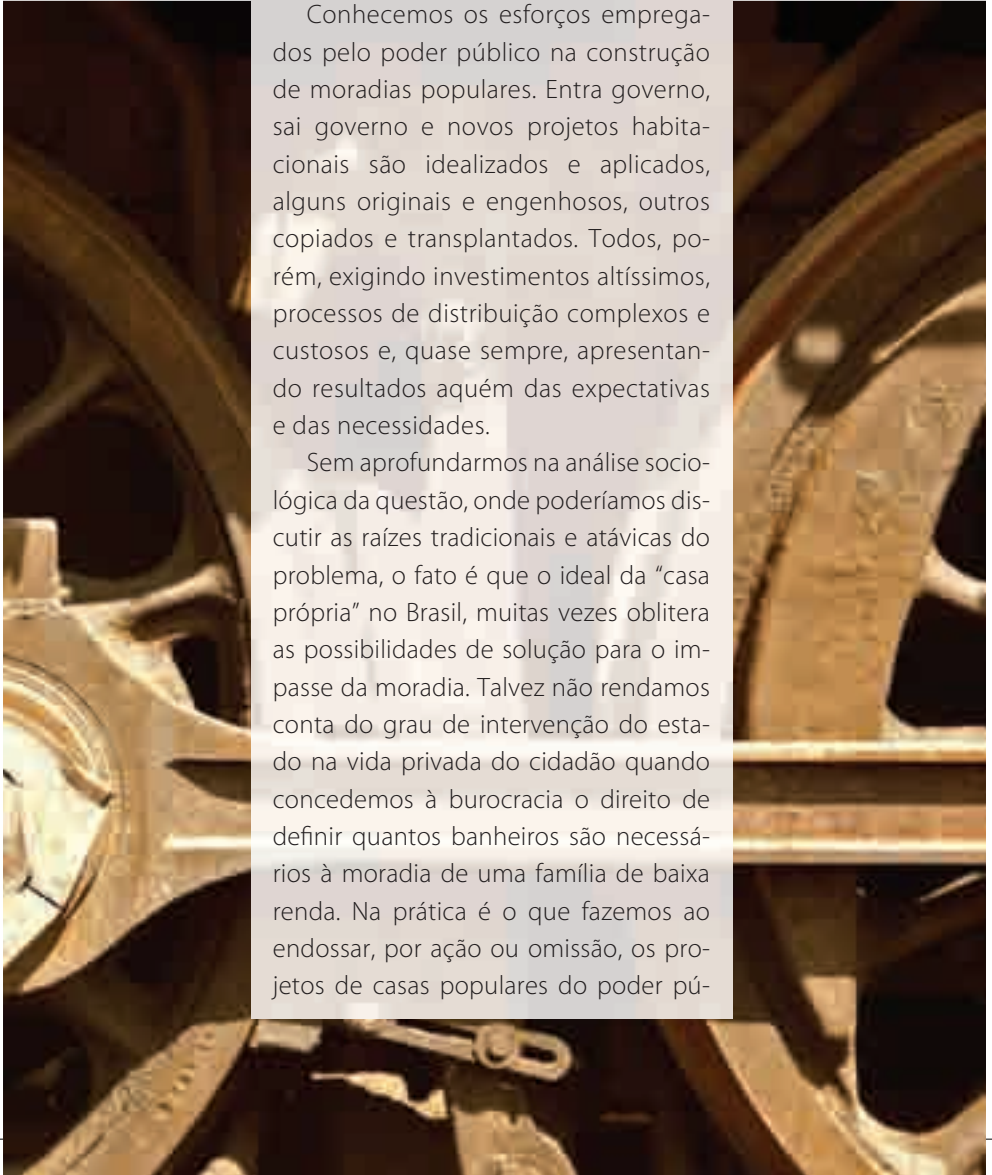 Conhecemos os esforços emprega-
dos pelo poder público na construção
de moradias populares. Entra governo,
sai governo e novos projetos habita-
cionais são idealizados e aplicados,
alguns originais e engenhosos, outros
copiados e transplantados. Todos, po-
rém, exigindo investimentos altíssimos,
processos de distribuição complexos e
custosos e, quase sempre, apresentan-
do resultados aquém das expectativas
e das necessidades.
Sem aprofundarmos na análise socio-
lógica da questão, onde poderíamos dis-
cutir as raízes tradicionais e atávicas do
problema, o fato é que o ideal da “casa
própria” no Brasil, muitas vezes oblitera
as possibilidades de solução para o im-
passe da moradia. Talvez não rendamos
conta do grau de intervenção do esta-
do na vida privada do cidadão quando
concedemos à burocracia o direito de
definir quantos banheiros são necessá-
rios à moradia de uma família de baixa
renda. Na prática é o que fazemos ao
endossar, por ação ou omissão, os pro-
jetos de casas populares do poder pú-